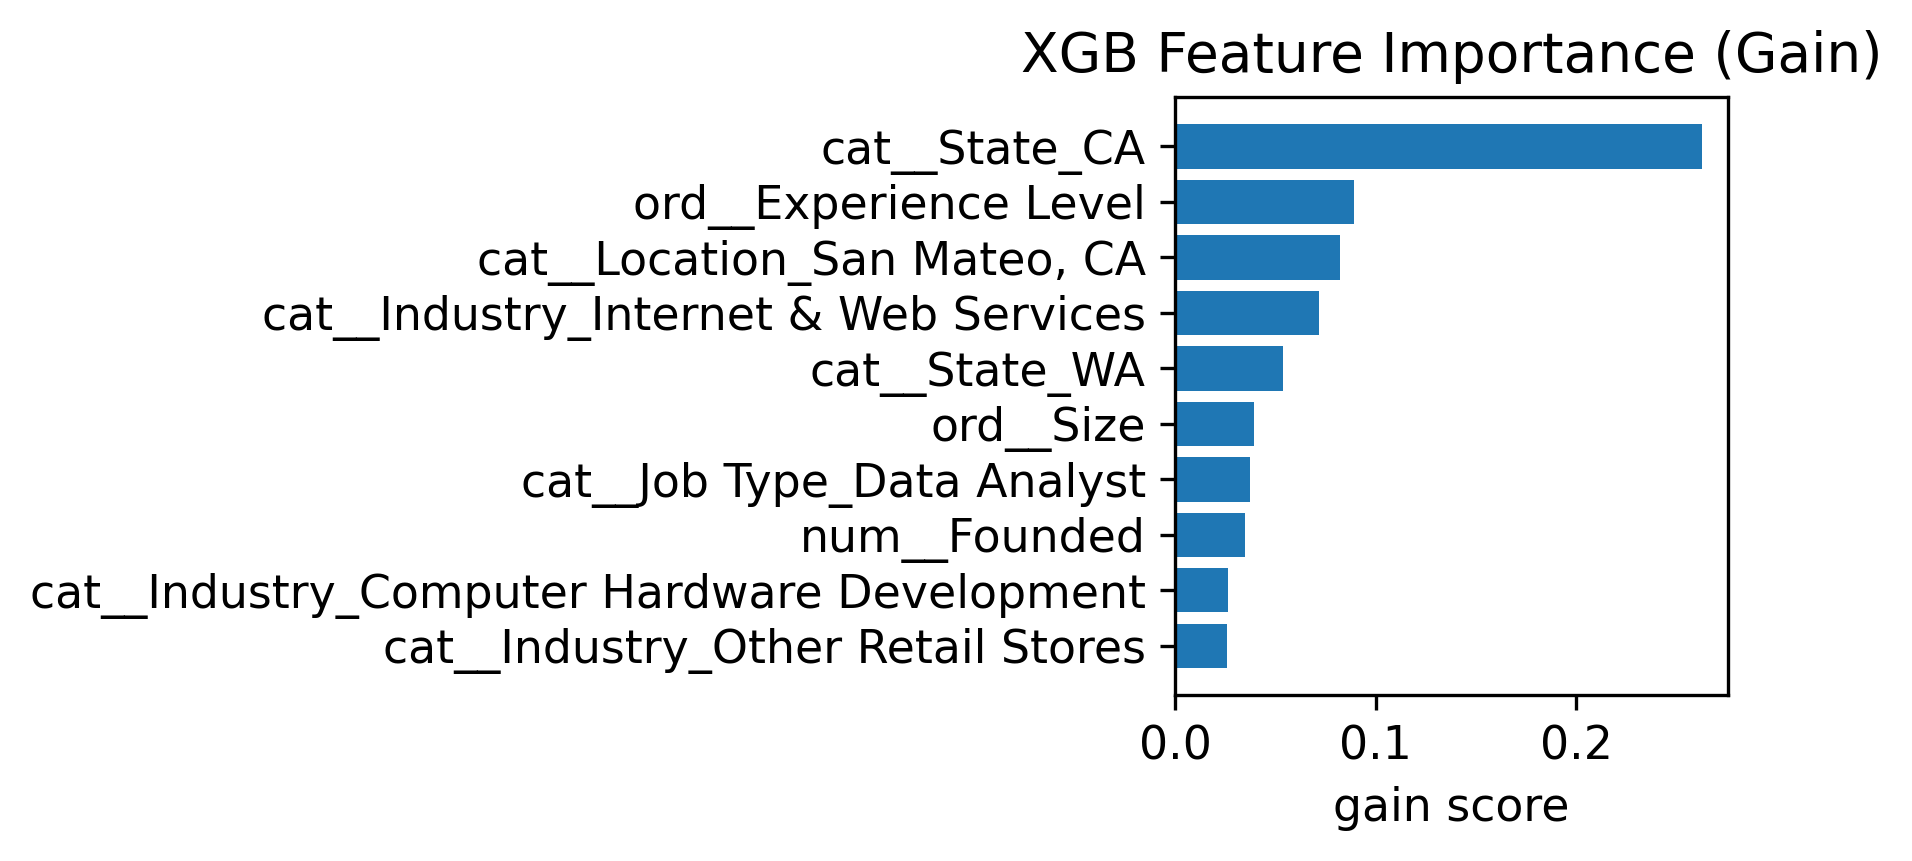 XGB Feature Importance (Gain)
cat__State_CA
ord__Experience Level
cat__Location_San Mateo, CA
cat__Industry_Internet & Web Services
cat__State_WA
ord__Size
cat__Job Type_Data Analyst
num__Founded
cat__Industry_Computer Hardware Development
cat__Industry_Other Retail Stores
0.0 0.1 0.2
gain score